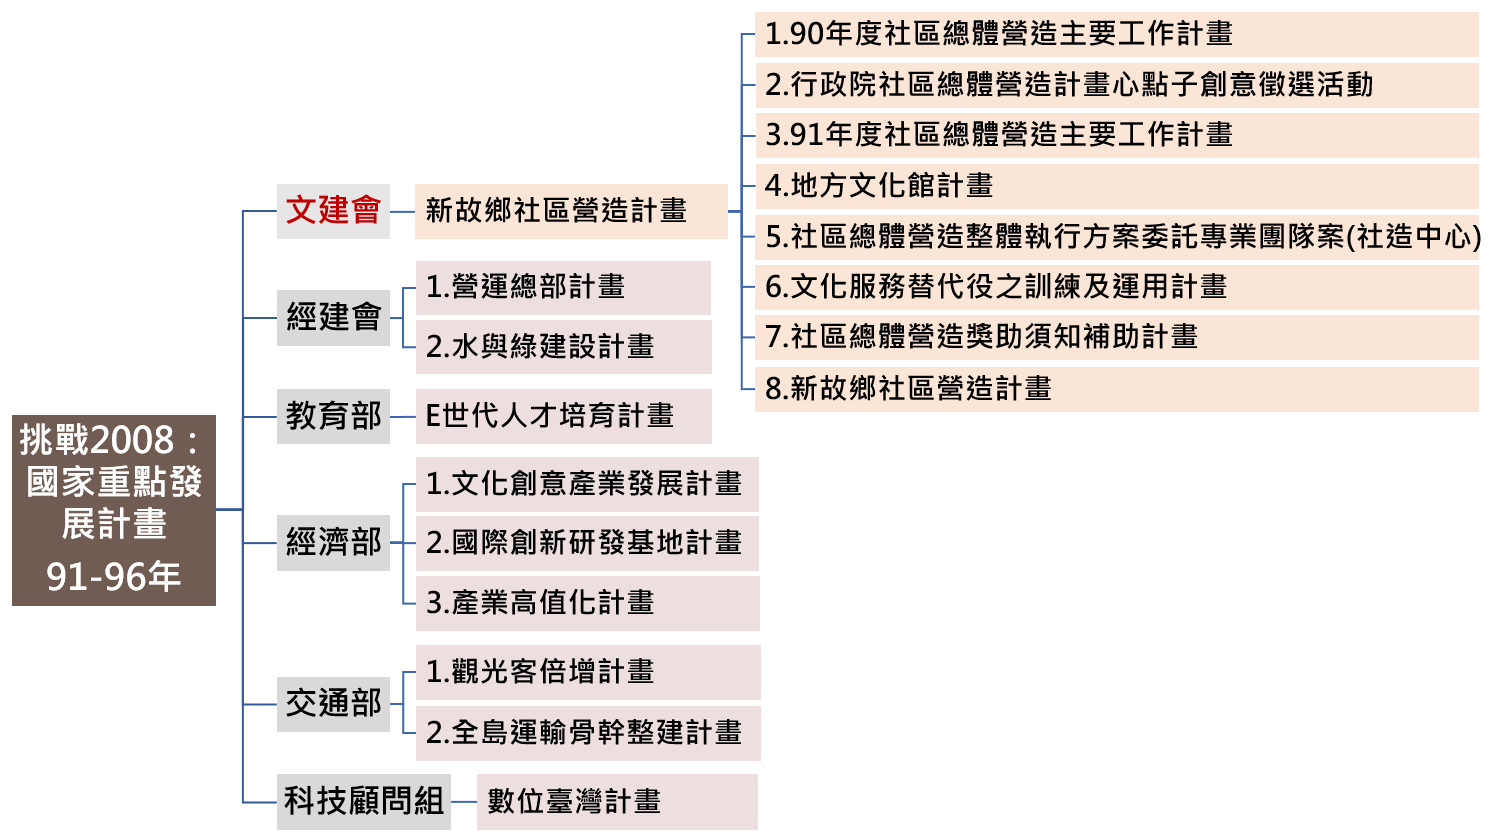 挑戰2008：
國家重點發
展計畫
91-96年
文建會
新故鄉社區營造計畫
1.90年度社區總體營造主要工作計畫
2.行政院社區總體營造計畫心點子創意徵選活動
3.91年度社區總體營造主要工作計畫
4.地方文化館計畫
5.社區總體營造整體執行方案委託專業團隊案(社造中心)
6.文化服務替代役之訓練及運用計畫
7.社區總體營造獎助須知補助計畫
8.新故鄉社區營造計畫
經建會
1.營運總部計畫
2.水與綠建設計畫
教育部
E世代人才培育計畫
經濟部
1.文化創意產業發展計畫
2.國際創新研發基地計畫
3.產業高值化計畫
交通部
1.觀光客倍增計畫
2.全島運輸骨幹整建計畫
科技顧問組
數位臺灣計畫